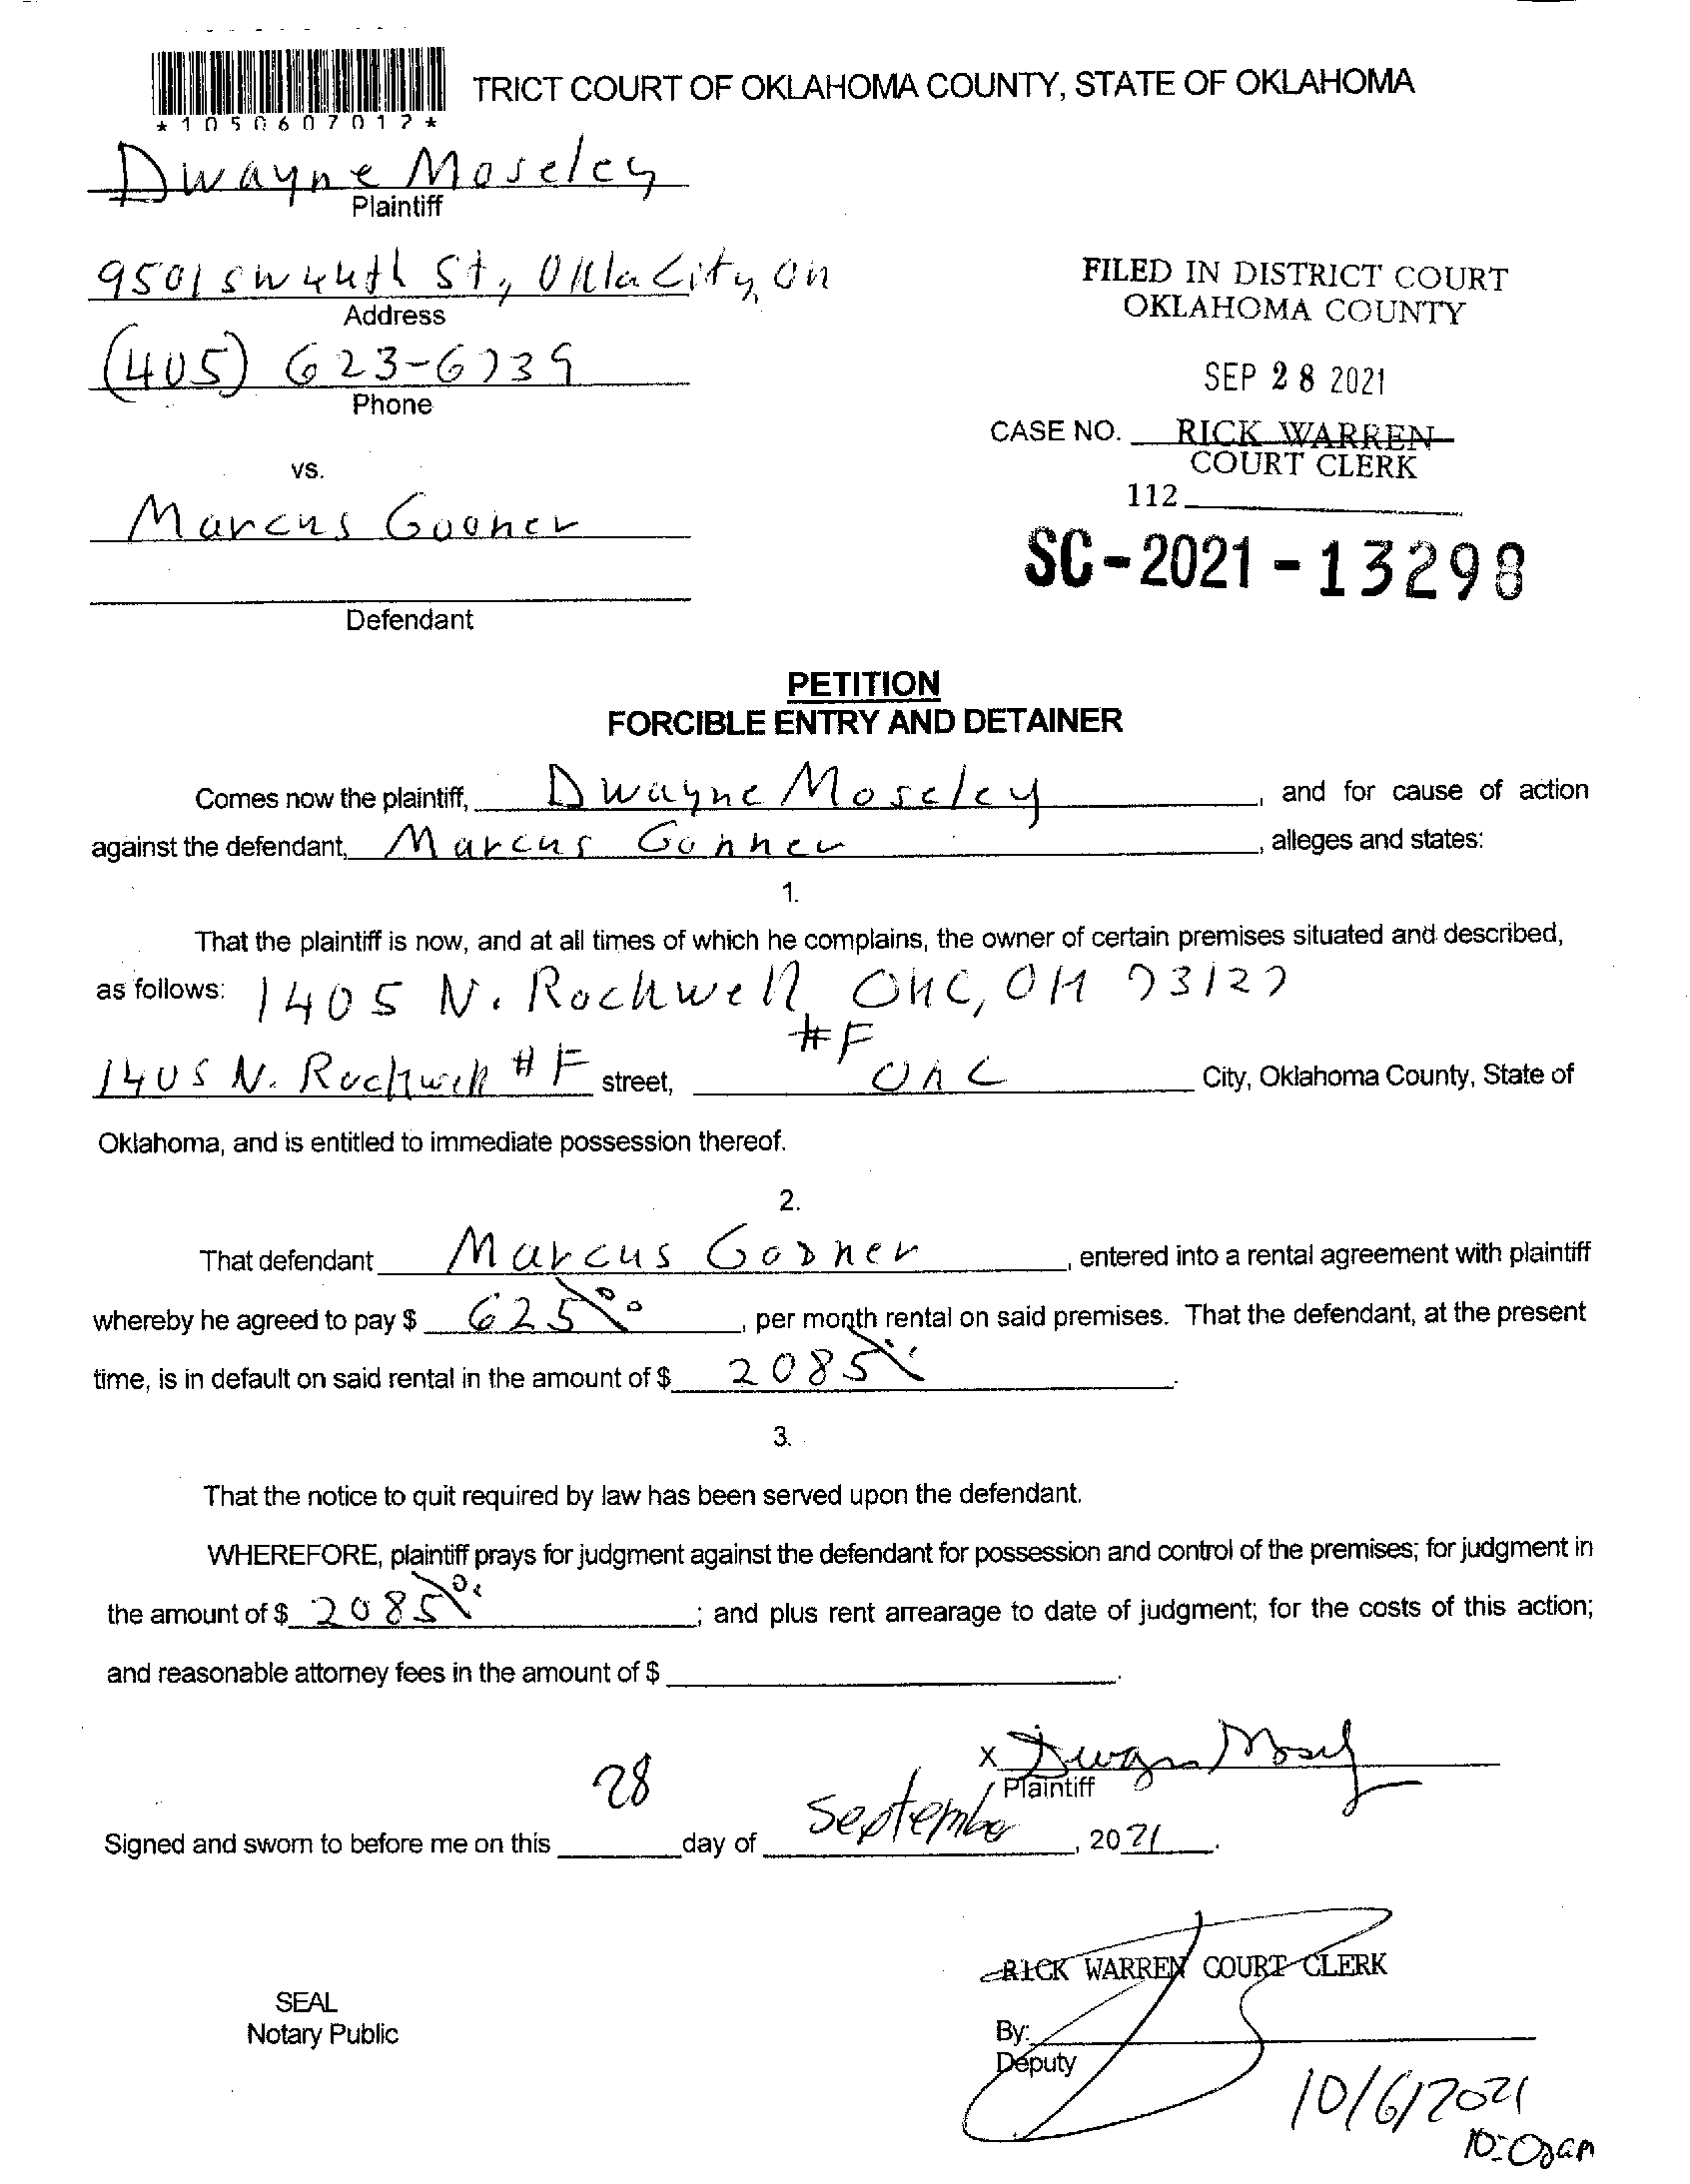 *1050607017*
TRICT COURT OF OKLAHOMA COUNTY, STATE OF OKLAHOMA
Dwayne Moseley
Plaintiff
9501 SW 44th St, Okla City, OK
Address
(405) 623-6739
Phone
vs.
Marcus Gooner
Defendant
FILED IN DISTRICT COURT
OKLAHOMA COUNTY
SEP 28 2021
CASE NO. RICK WARREN
COURT CLERK
112
SC-2021-13298
PETITION
FORCIBLE ENTRY AND DETAINER
Comes now the plaintiff, Dwayne Moseley, and for cause of action
against the defendant, Marcus Gonner, alleges and states:
1.
That the plaintiff is now, and at all times of which he complains, the owner of certain premises situated and described,
as follows: 1405 N. Rockwell OKC, OK 73127
#F
1405 N. Rockwell #F street, OKC City, Oklahoma County, State of
Oklahoma, and is entitled to immediate possession thereof.
2.
That defendant Marcus Gooner, entered into a rental agreement with plaintiff
whereby he agreed to pay $ 625 00, per month rental on said premises. That the defendant, at the present
time, is in default on said rental in the amount of $ 2085.
3.
That the notice to quit required by law has been served upon the defendant.
WHEREFORE, plaintiff prays for judgment against the defendant for possession and control of the premises; for judgment in
the amount of $ 2085 00; and plus rent arrearage to date of judgment; for the costs of this action;
and reasonable attorney fees in the amount of $ .
x Dwayne Mosely
Plaintiff
Signed and sworn to before me on this 28 day of September, 2021.
RICK WARREN COURT CLERK
SEAL
Notary Public
By:
Deputy
10/6/2021
10:00am